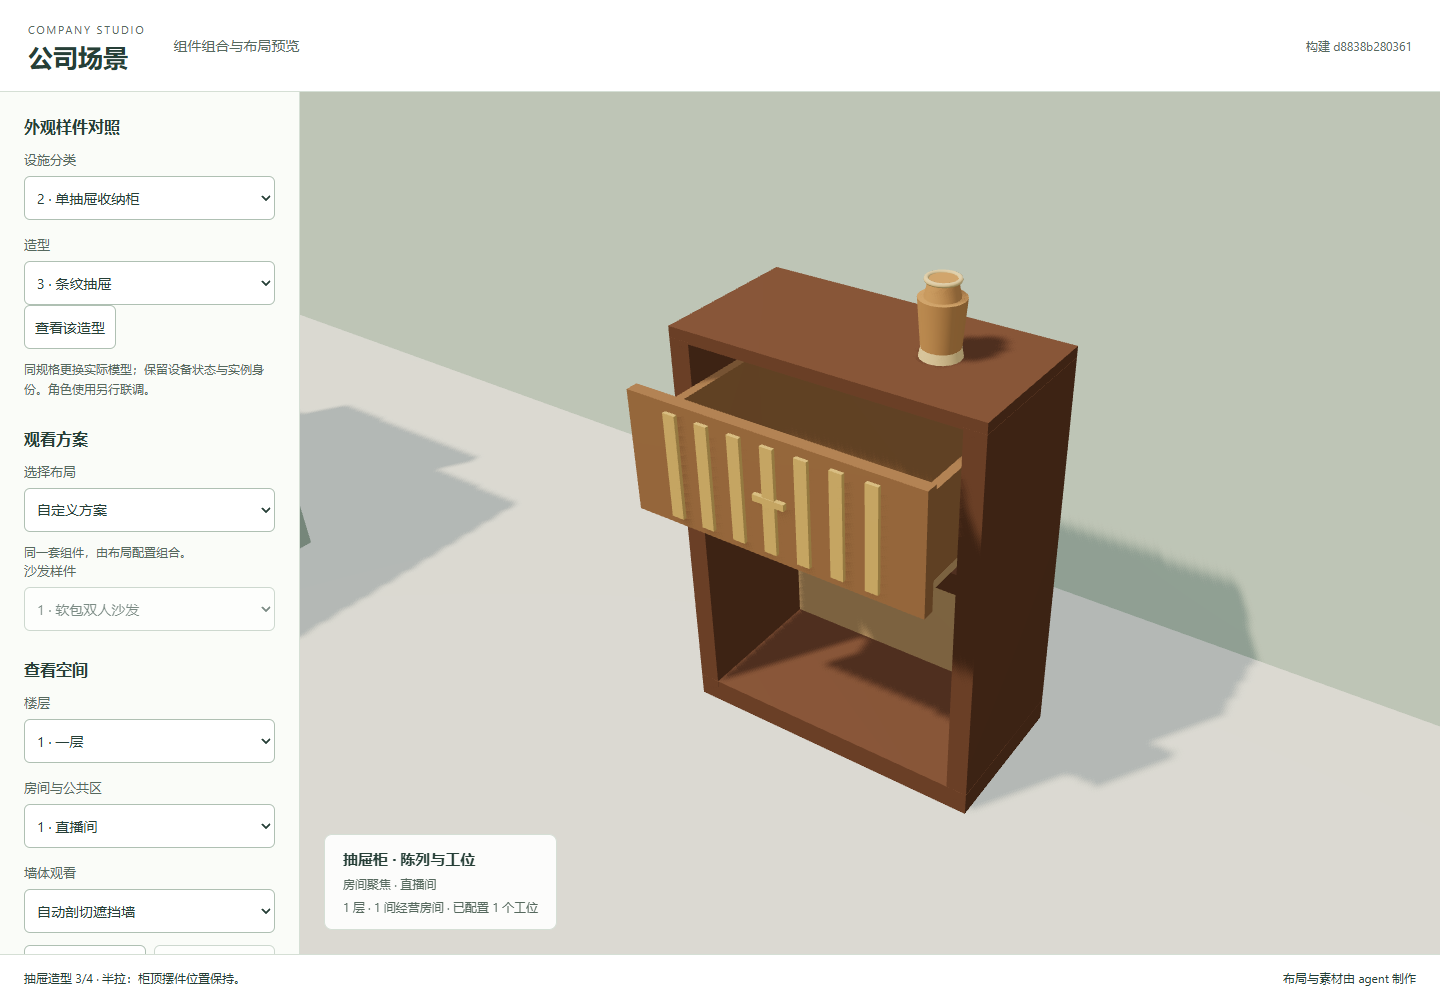 COMPANY STUDIO
公司场景
组件组合与布局预览
构建 d8838b280361
外观样件对照
设施分类
2 · 单抽屉收纳柜
造型
3 · 条纹抽屉
查看该造型
同规格更换实际模型；保留设备状态与实例身
份。角色使用另行联调。
观看方案
选择布局
自定义方案
同一套组件，由布局配置组合。
沙发样件
1 · 软包双人沙发
查看空间
楼层
1 · 一层
房间与公共区
1 · 直播间
墙体观看
自动剖切遮挡墙
抽屉柜 · 陈列与工位
房间聚焦 · 直播间
1 层 · 1 间经营房间 · 已配置 1 个工位
抽屉造型 3/4 · 半拉：柜顶摆件位置保持。
布局与素材由 agent 制作